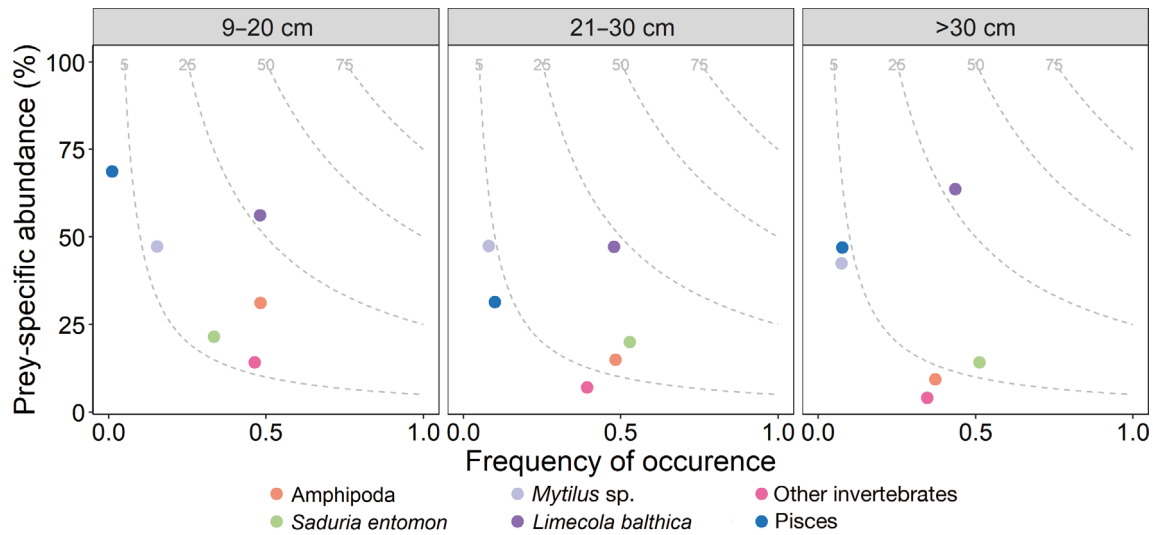 9–20 cm
21–30 cm
>30 cm
Prey-specific abundance (%)
100
75
50
25
0
5 25 50 75
5 25 50 75
5 25 50 75
0.0 0.5 1.0
0.0 0.5 1.0
0.0 0.5 1.0
Frequency of occurence
Amphipoda
Mytilus sp.
Other invertebrates
Saduria entomon
Limecola balthica
Pisces